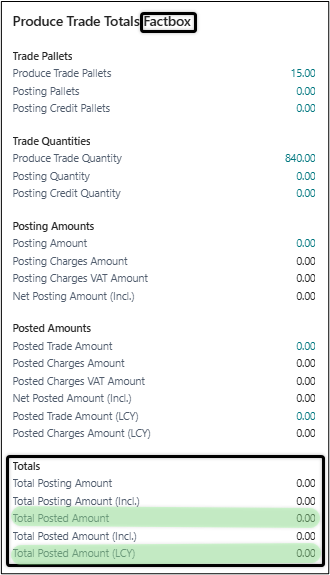 Produce Trade Totals Factbox
Trade Pallets
Produce Trade Pallets 15.00
Posting Pallets 0.00
Posting Credit Pallets 0.00
Trade Quantities
Produce Trade Quantity 840.00
Posting Quantity 0.00
Posting Credit Quantity 0.00
Posting Amounts
Posting Amount 0.00
Posting Charges Amount 0.00
Posting Charges VAT Amount 0.00
Net Posting Amount (Incl.) 0.00
Posted Amounts
Posted Trade Amount 0.00
Posted Charges Amount 0.00
Posted Charges VAT Amount 0.00
Net Posted Amount (Incl.) 0.00
Posted Trade Amount (LCY) 0.00
Posted Charges Amount (LCY) 0.00
Totals
Total Posting Amount 0.00
Total Posting Amount (Incl.) 0.00
Total Posted Amount 0.00
Total Posted Amount (Incl.) 0.00
Total Posted Amount (LCY) 0.00